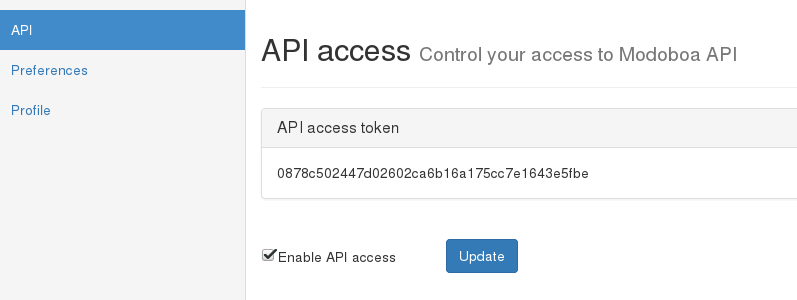 API
Preferences
Profile
API access Control your access to Modoboa API
API access token
0878c502447d02602ca6b16a175cc7e1643e5fbe
Enable API access
Update